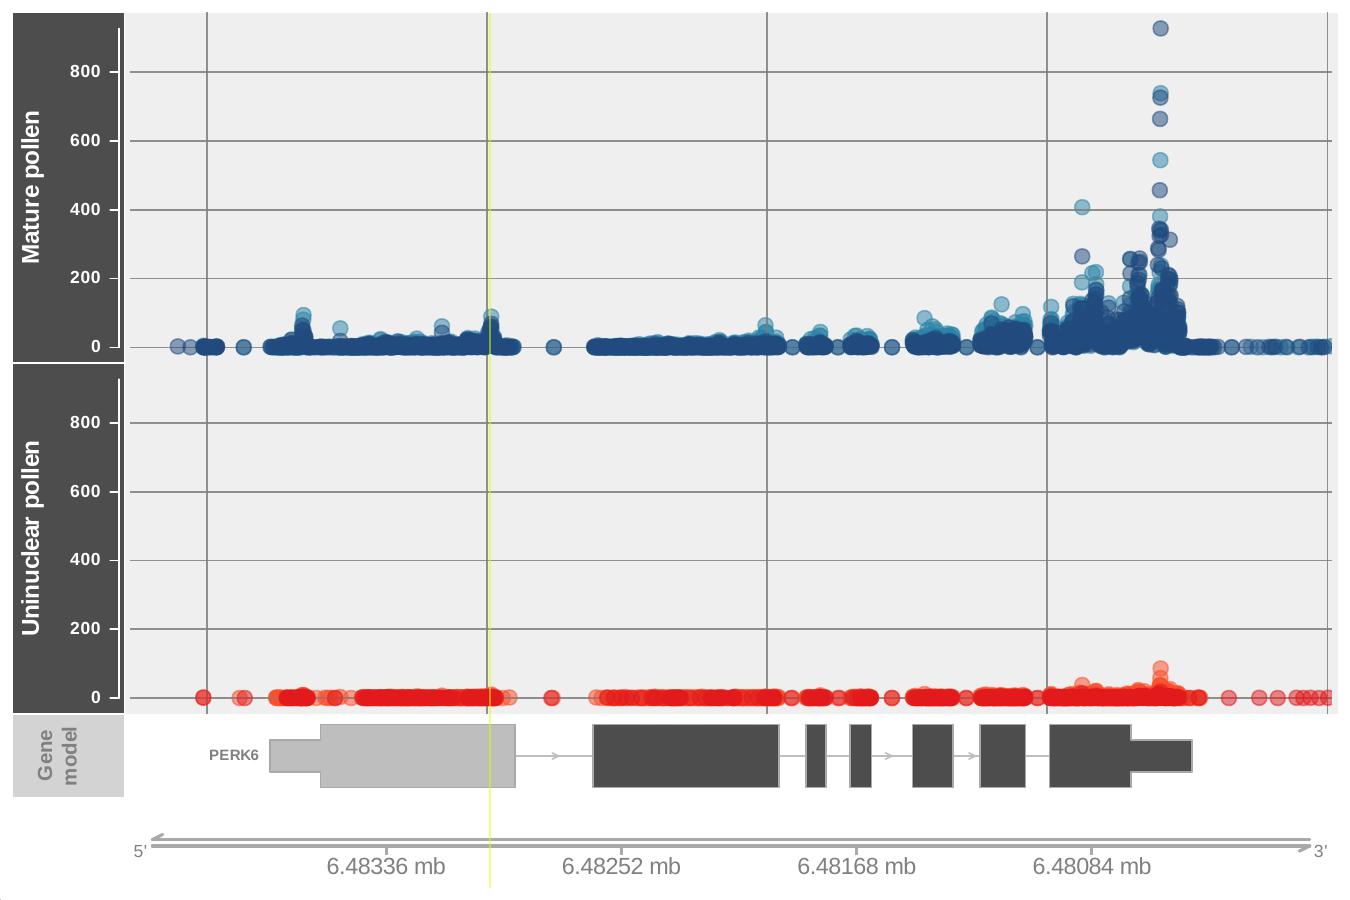 Mature pollen
800
600
400
200
0
Uninuclear pollen
800
600
400
200
0
Gene
model
PERK6
5'
3'
6.48336 mb
6.48252 mb
6.48168 mb
6.48084 mb